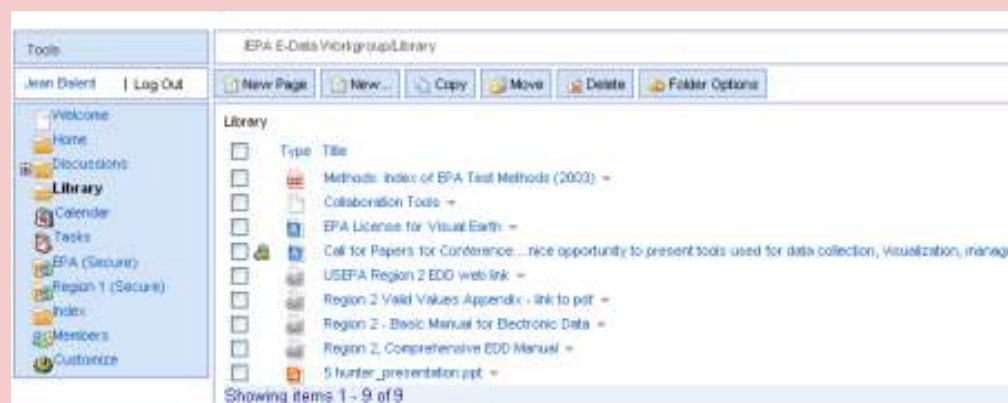 Tools
/EPA E-Data Workgroup/Library
Jean Balent | Log Out
New Page New... Copy Move Delete Folder Options
Welcome
Home
Discussions
Library
Calendar
Tasks
EPA (Secure)
Region 1 (Secure)
Index
Members
Customize
Library
Type Title
Methods: Index of EPA Test Methods (2003)
Collaboration Tools
EPA License for Visual Earth
Call for Papers for Conference....nice opportunity to present tools used for data collection, visualization, manag
USEPA Region 2 EDD web link
Region 2 Valid Values Appendix - link to pdf
Region 2 - Basic Manual for Electronic Data
Region 2, Comprehensive EDD Manual
5 hunter_presentation.ppt
Showing items 1 - 9 of 9